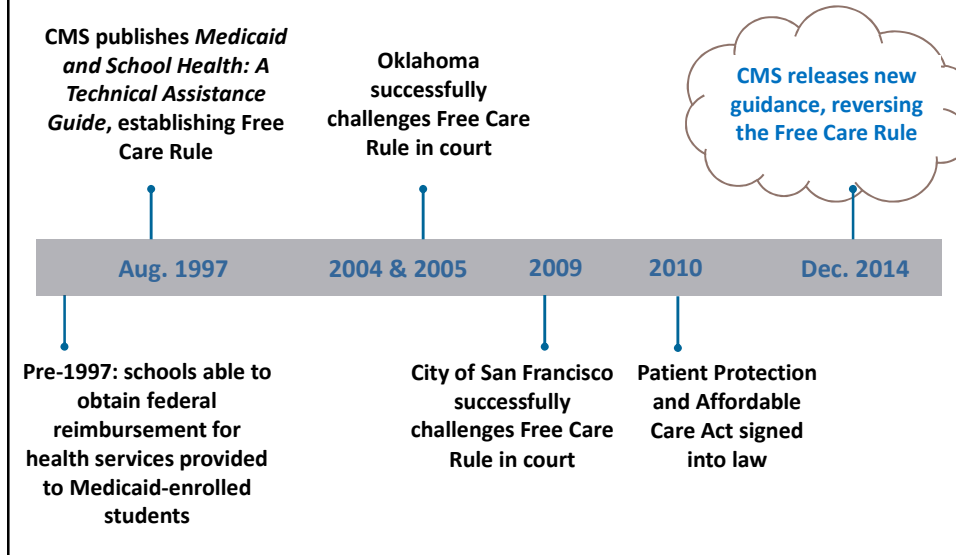 CMS publishes Medicaid
and School Health: A
Technical Assistance
Guide, establishing Free
Care Rule
Oklahoma
successfully
challenges Free Care
Rule in court
CMS releases new
guidance, reversing
the Free Care Rule
Aug. 1997
2004 & 2005
2009
2010
Dec. 2014
Pre-1997: schools able to
obtain federal
reimbursement for
health services provided
to Medicaid-enrolled
students
City of San Francisco
successfully
challenges Free Care
Rule in court
Patient Protection
and Affordable
Care Act signed
into law